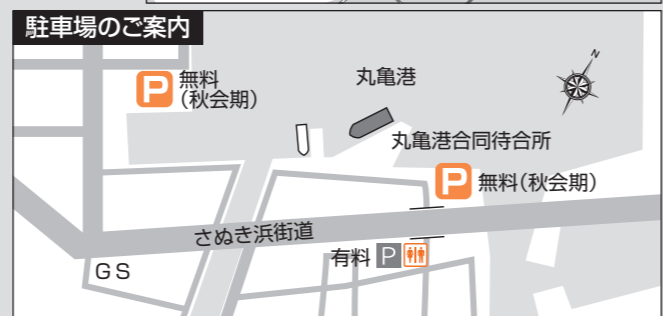 駐車場のご案内
P 無料
(秋会期)
丸亀港
N
丸亀港合同待合所
P 無料(秋会期)
さぬき浜街道
有料 P
GS